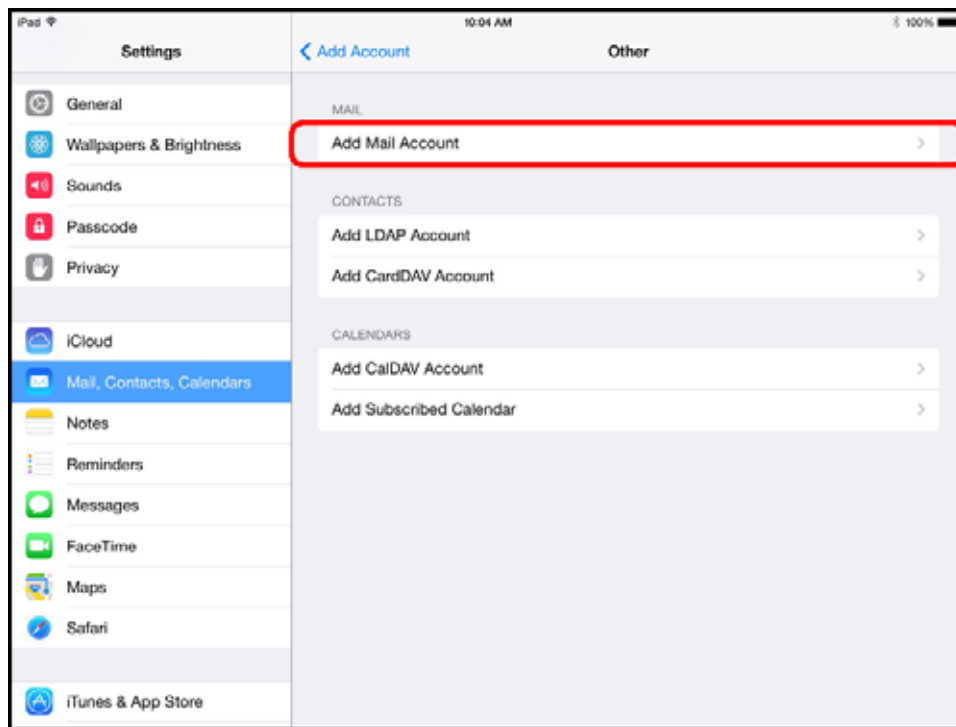 iPad 10:04 AM 100%
Settings
Add Account Other
General
Wallpapers & Brightness
Sounds
Passcode
Privacy
iCloud
Mail, Contacts, Calendars
Notes
Reminders
Messages
FaceTime
Maps
Safari
iTunes & App Store
MAIL
Add Mail Account
CONTACTS
Add LDAP Account
Add CardDAV Account
CALENDARS
Add CalDAV Account
Add Subscribed Calendar